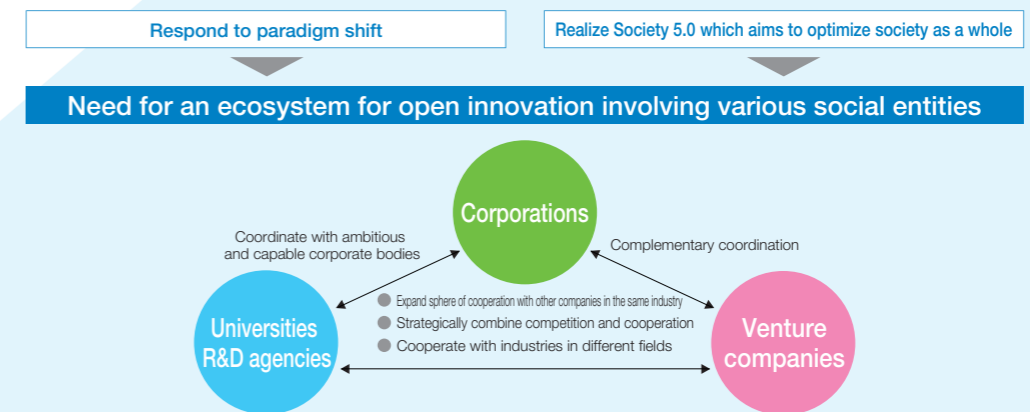 Respond to paradigm shift
Realize Society 5.0 which aims to optimize society as a whole
Need for an ecosystem for open innovation involving various social entities
Corporations
Coordinate with ambitious
and capable corporate bodies
Complementary coordination
Expand sphere of cooperation with other companies in the same industry
Strategically combine competition and cooperation
Cooperate with industries in different fields
Universities
R&D agencies
Venture
companies